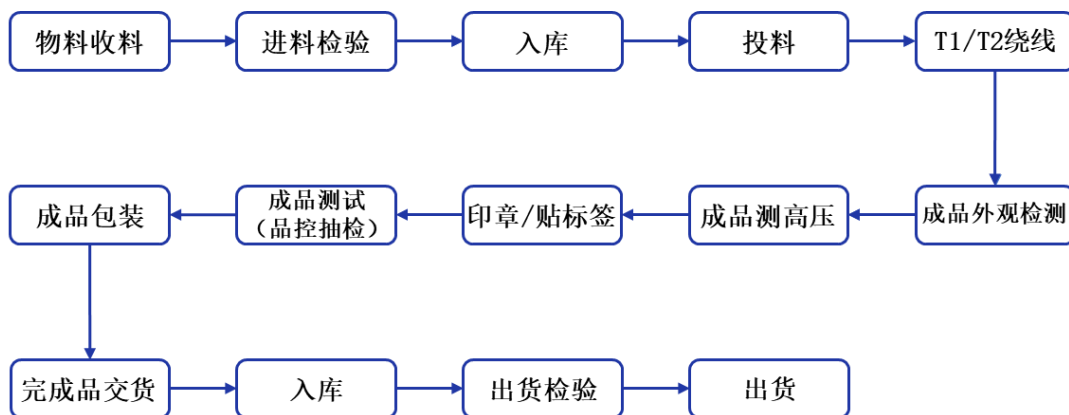 物料收料
进料检验
入库
投料
T1/T2绕线
成品外观检测
成品测高压
印章/贴标签
成品测试
（品控抽检）
成品包装
完成品交货
入库
出货检验
出货